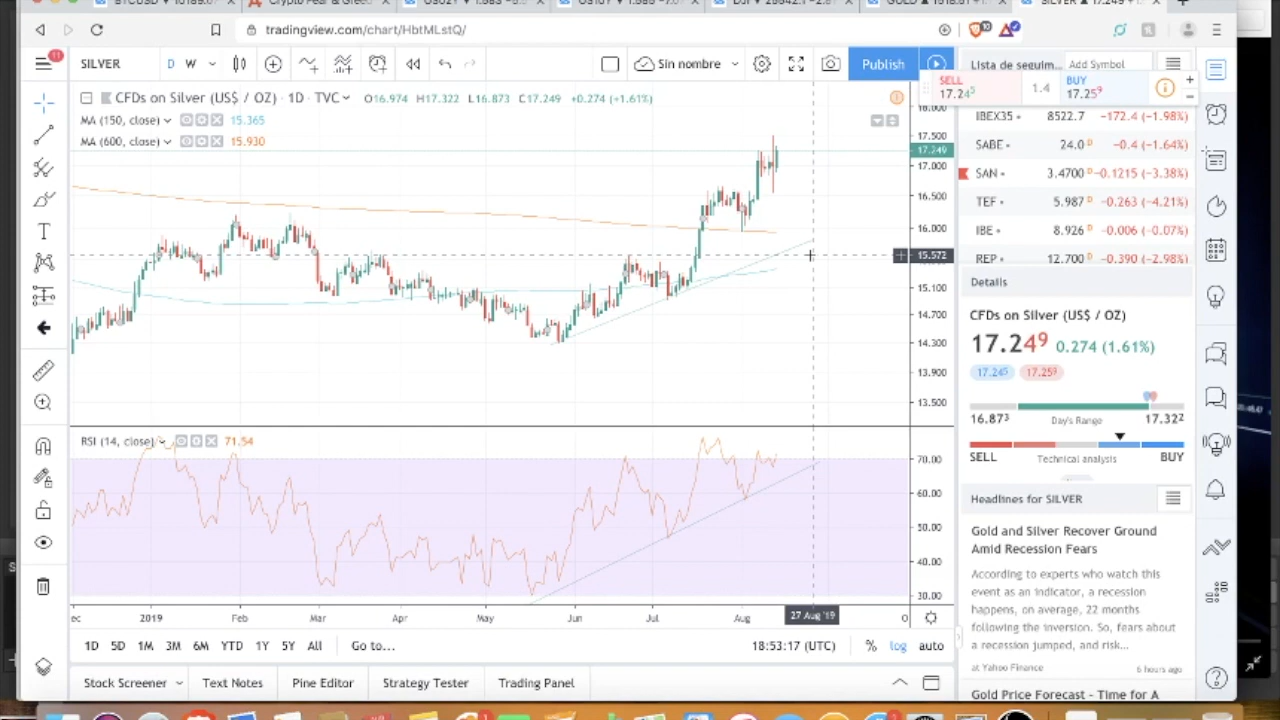 tradingview.com/chart/HbtMLstQ/
11
SILVER D W Sin nombre Publish
Lista de seguim... Add Symbol
SELL 17.24⁵ 1.4 BUY 17.25⁹
CFDs on Silver (US$ / OZ) 1D TVC O16.974 H17.322 L16.873 C17.249 +0.274 (+1.61%)
MA (150, close) 15.365
MA (600, close) 15.930
18.000
17.500
17.249
17.000
16.500
16.000
15.572
15.100
14.700
14.300
13.900
13.500
RSI (14, close) 71.54
70.00
60.00
50.00
40.00
30.00
ec 2019 Feb Mar Apr May Jun Jul Aug 27 Aug '19
1D 5D 1M 3M 6M YTD 1Y 5Y All Go to... 18:53:17 (UTC) % log auto
Stock Screener Text Notes Pine Editor Strategy Tester Trading Panel
IBEX35 8522.7 -172.4 (-1.98%)
SABE 24.0 D -0.4 (-1.64%)
SAN 3.4700 D -0.1215 (-3.38%)
TEF 5.987 D -0.263 (-4.21%)
IBE 8.926 D -0.006 (-0.07%)
REP 12.700 D -0.390 (-2.98%)
Details
CFDs on Silver (US$ / OZ)
17.24⁹ 0.274 (1.61%)
17.24⁵ 17.25⁹
16.87³ Day's Range 17.32²
SELL Technical analysis BUY
Headlines for SILVER
Gold and Silver Recover Ground
Amid Recession Fears
According to experts who watch this
event as an indicator, a recession
happens, on average, 22 months
following the inversion. So, fears about
a recession jumped, and risk...
at Yahoo Finance 6 hours ago
Gold Price Forecast - Time for A